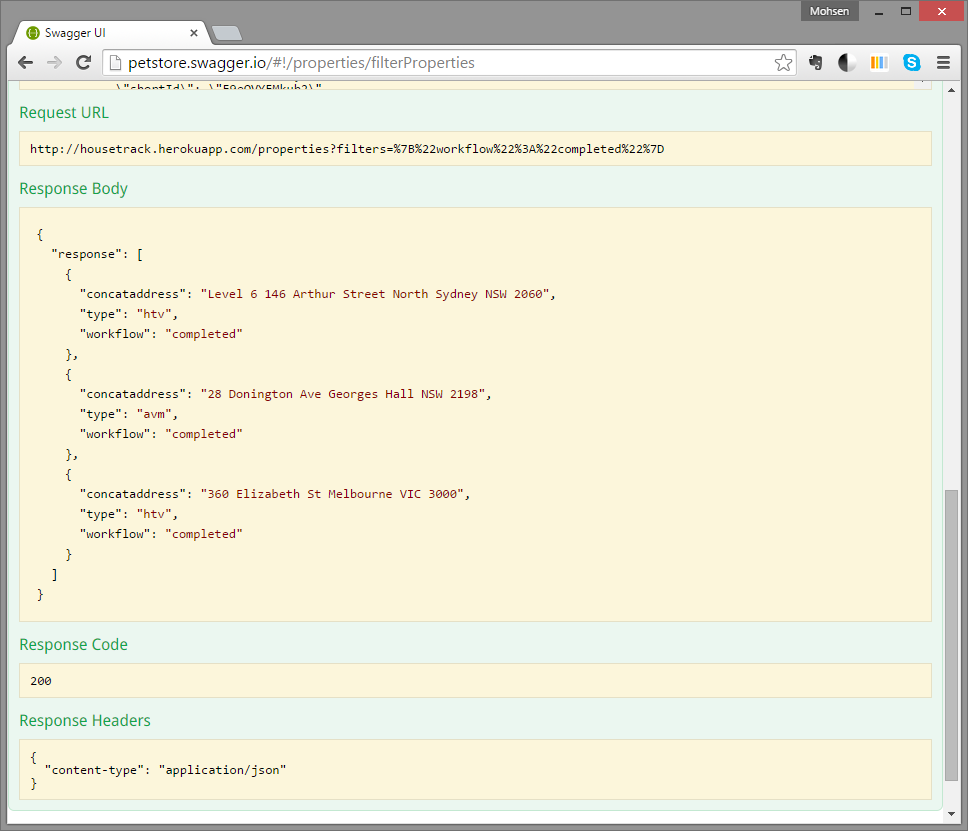 Mohsen
Swagger UI
petstore.swagger.io/#!/properties/filterProperties
Request URL
http://housetrack.herokuapp.com/properties?filters=%7B%22workflow%22%3A%22completed%22%7D
Response Body
{
"response": [
{
"concataddress": "Level 6 146 Arthur Street North Sydney NSW 2060",
"type": "htv",
"workflow": "completed"
},
{
"concataddress": "28 Donington Ave Georges Hall NSW 2198",
"type": "avm",
"workflow": "completed"
},
{
"concataddress": "360 Elizabeth St Melbourne VIC 3000",
"type": "htv",
"workflow": "completed"
}
]
}
Response Code
200
Response Headers
{
"content-type": "application/json"
}